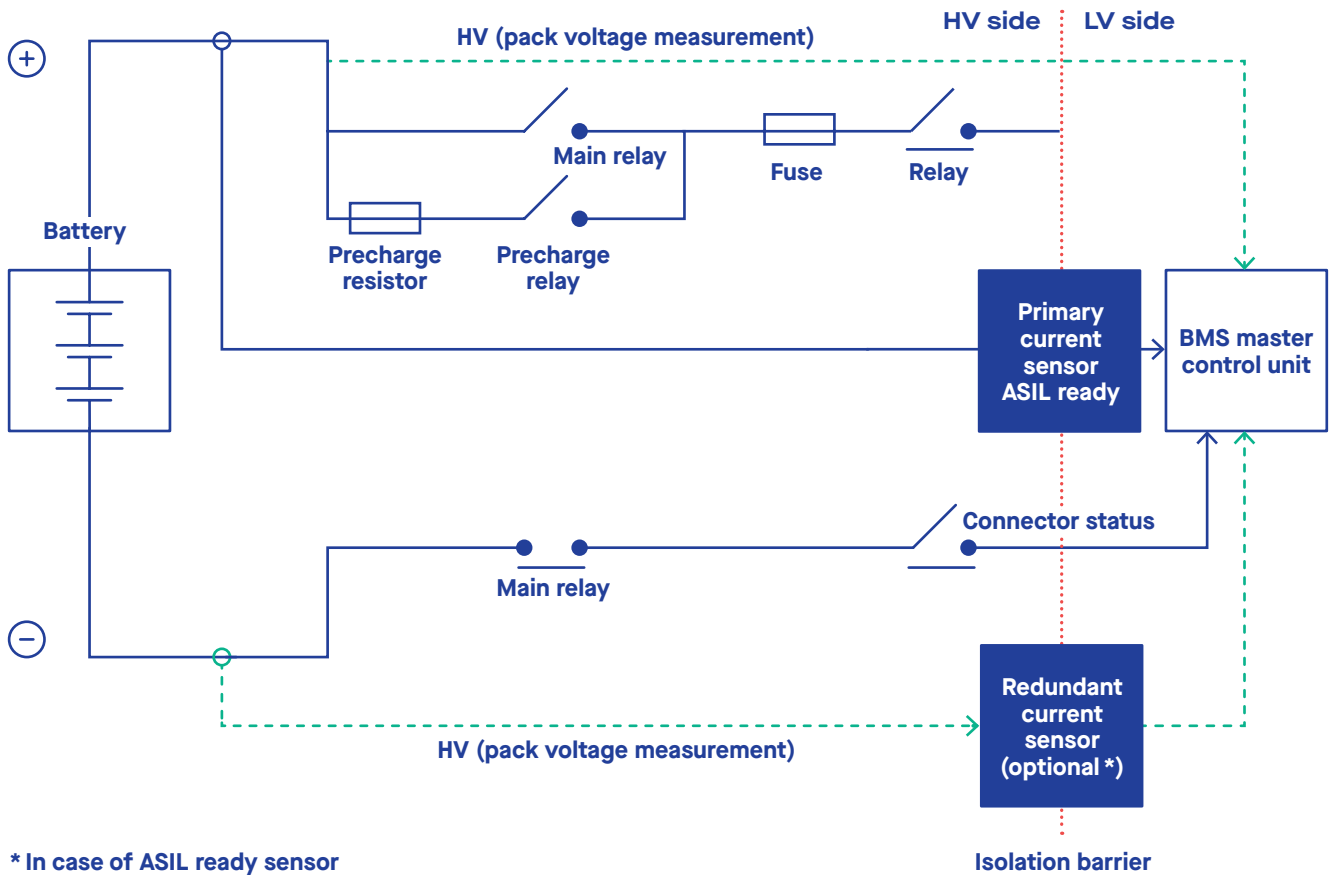 HV side
LV side
HV (pack voltage measurement)
+
Main relay
Fuse
Relay
Battery
Precharge
resistor
Precharge
relay
Primary
current
sensor
ASIL ready
BMS master
control unit
Connector status
Main relay
−
Redundant
current
sensor
(optional *)
HV (pack voltage measurement)
* In case of ASIL ready sensor
Isolation barrier